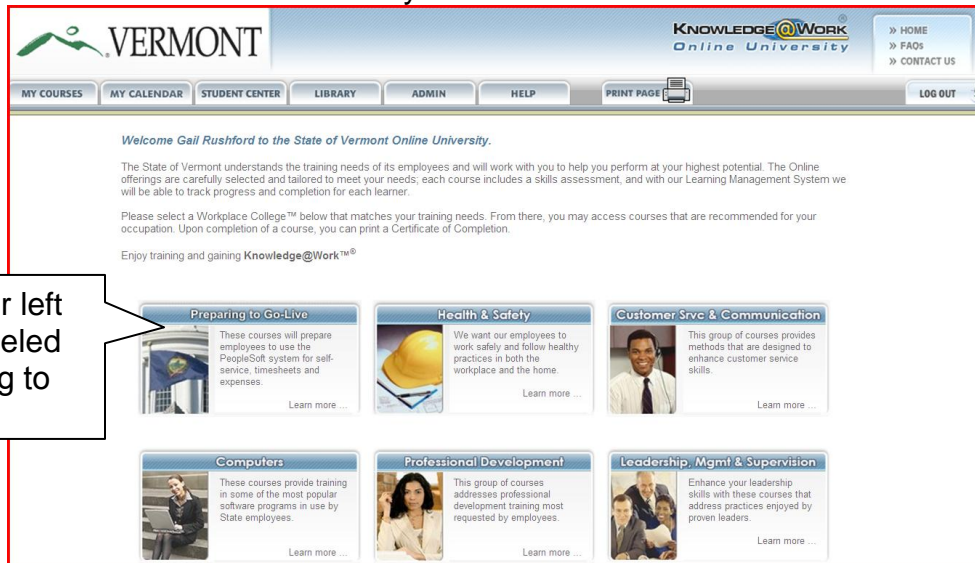 VERMONT
KNOWLEDGE@WORK®
Online University
» HOME
» FAQs
» CONTACT US
MY COURSES MY CALENDAR STUDENT CENTER LIBRARY ADMIN HELP PRINT PAGE LOG OUT
Welcome Gail Rushford to the State of Vermont Online University.
The State of Vermont understands the training needs of its employees and will work with you to help you perform at your highest potential. The Online
offerings are carefully selected and tailored to meet your needs; each course includes a skills assessment, and with our Learning Management System we
will be able to track progress and completion for each learner.
Please select a Workplace College™ below that matches your training needs. From there, you may access courses that are recommended for your
occupation. Upon completion of a course, you can print a Certificate of Completion.
Enjoy training and gaining Knowledge@Work™®
r left
eled
g to
Preparing to Go-Live
These courses will prepare
employees to use the
PeopleSoft system for self-
service, timesheets and
expenses.
Learn more ...
Health & Safety
We want our employees to
work safely and follow healthy
practices in both the
workplace and the home.
Learn more ...
Customer Srvc & Communication
This group of courses provides
methods that are designed to
enhance customer service
skills.
Learn more ...
Computers
These courses provide training
in some of the most popular
software programs in use by
State employees.
Learn more ...
Professional Development
This group of courses
addresses professional
development training most
requested by employees.
Learn more ...
Leadership, Mgmt & Supervision
Enhance your leadership
skills with these courses that
address practices enjoyed by
proven leaders.
Learn more ...